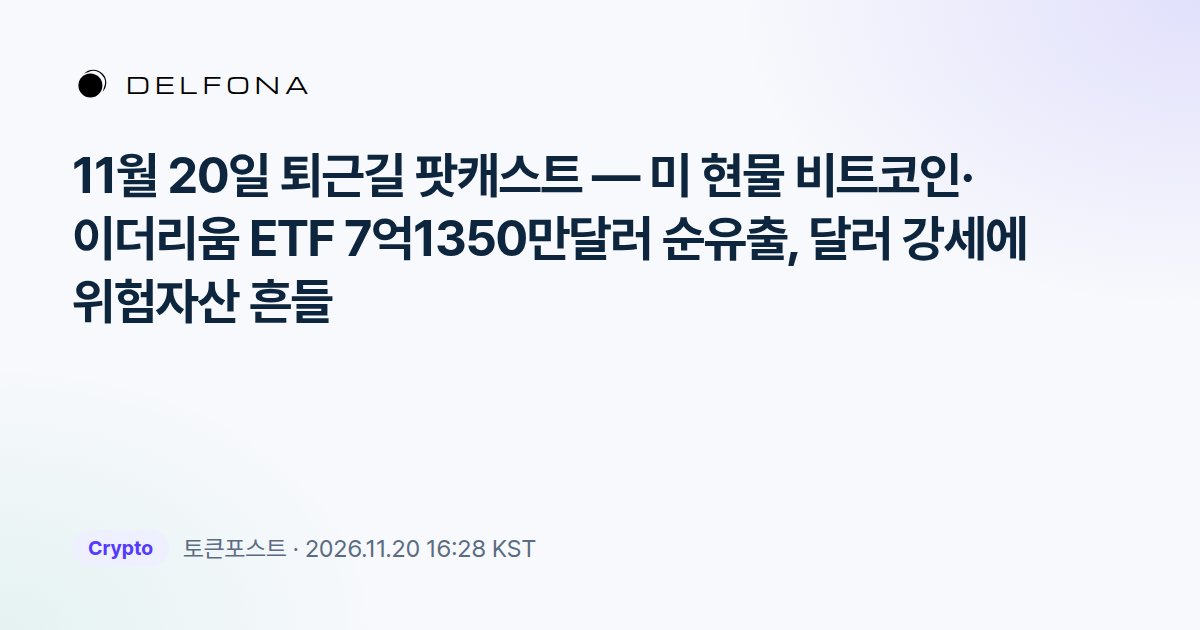 DELFONA
11월 20일 퇴근길 팟캐스트 — 미 현물 비트코인·
이더리움 ETF 7억1350만달러 순유출, 달러 강세에
위험자산 흔들
Crypto 토큰포스트 · 2026.11.20 16:28 KST